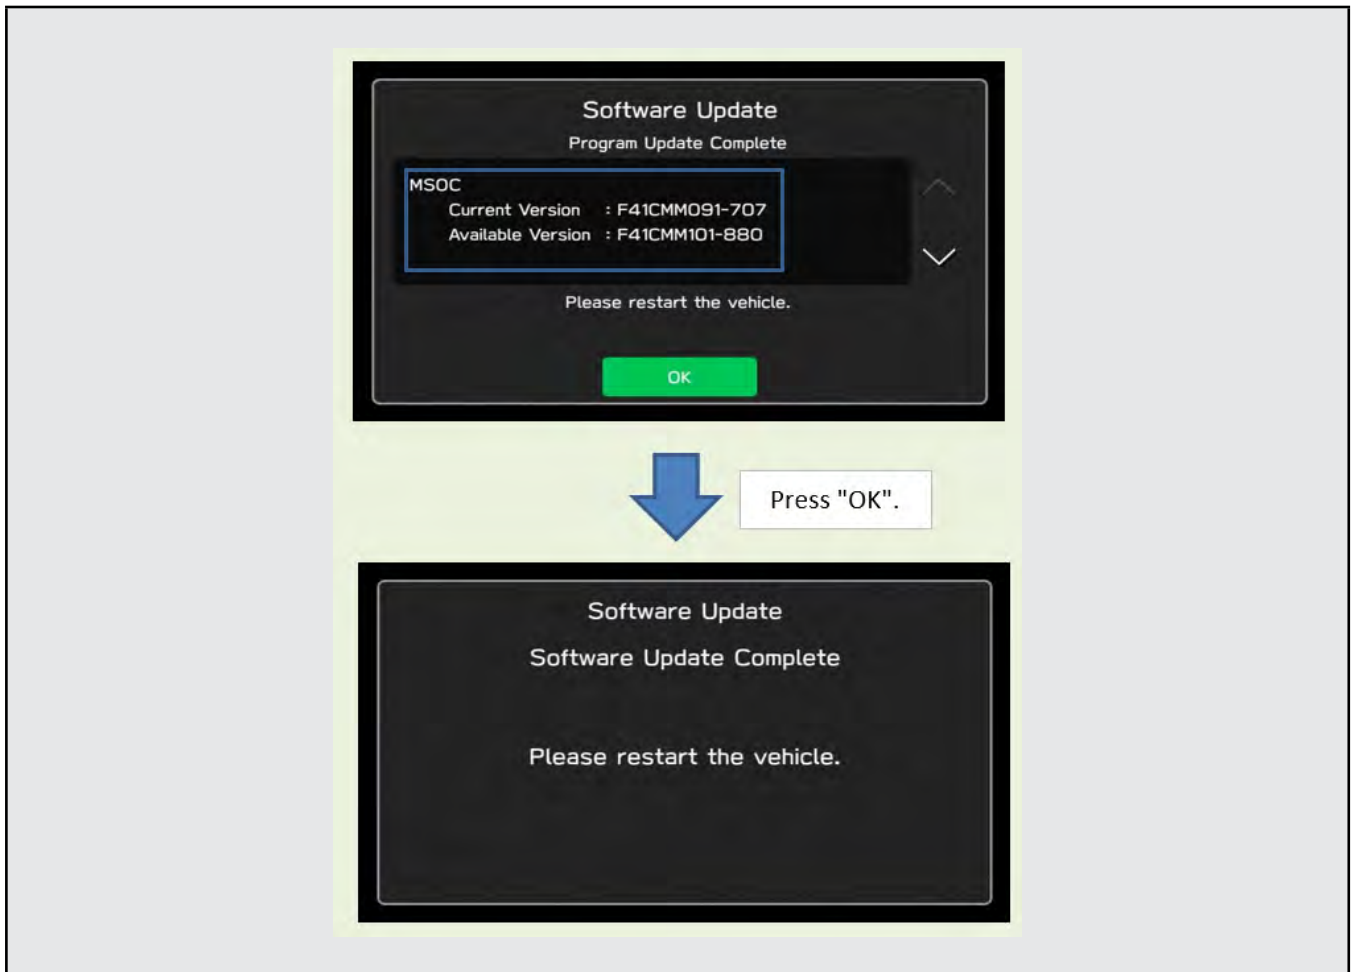 Software Update
Program Update Complete
MSOC
Current Version : F41CMM091-707
Available Version : F41CMM101-880
Please restart the vehicle.
OK
Press "OK".
Software Update
Software Update Complete
Please restart the vehicle.